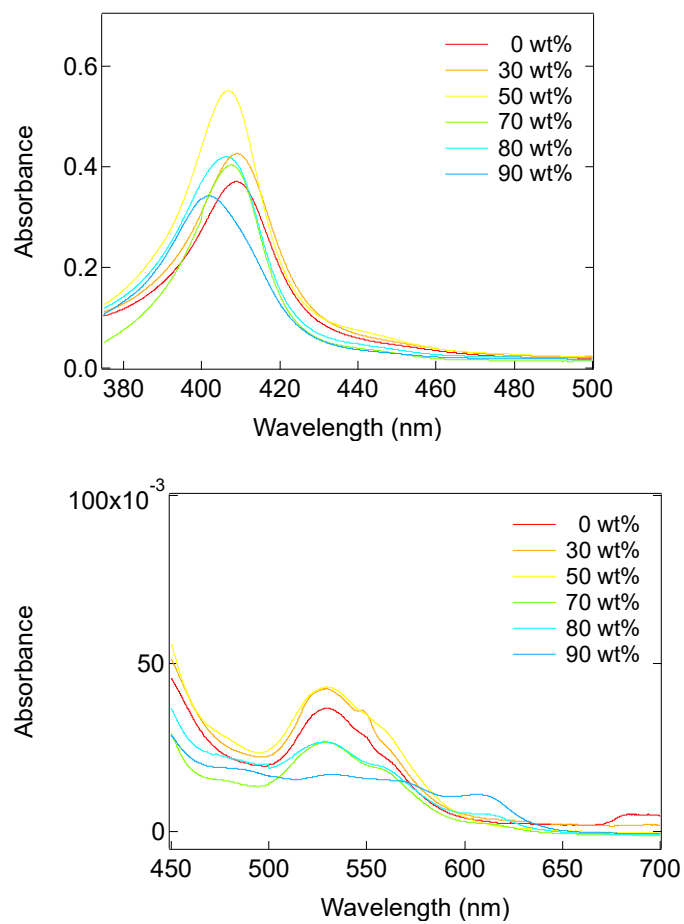 0.6
0.4
0.2
0.0
Absorbance
0 wt%
30 wt%
50 wt%
70 wt%
80 wt%
90 wt%
380 400 420 440 460 480 500
Wavelength (nm)
100x10⁻³
50
0
Absorbance
0 wt%
30 wt%
50 wt%
70 wt%
80 wt%
90 wt%
450 500 550 600 650 700
Wavelength (nm)